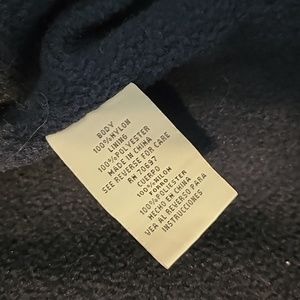 BODY
100%NYLON
LINING
100%POLYESTER
MADE IN CHINA
SEE REVERSE FOR CARE
RN 70697
CUERPO
100%NILON
FORRO
100%POLIESTER
HECHO EN CHINA
VEA AL REVERSO PARA
INSTRUCCIONES